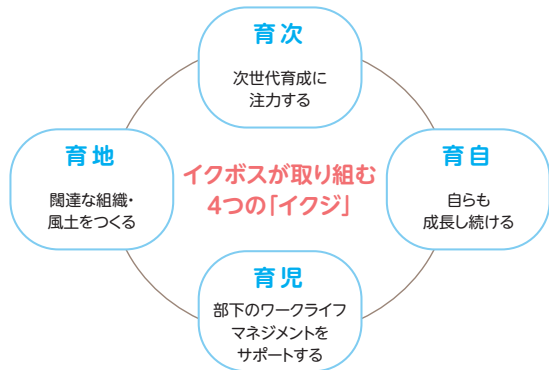 育次
次世代育成に
注力する
育地
闊達な組織・
風土をつくる
イクボスが取り組む
4つの「イクジ」
育自
自らも
成長し続ける
育児
部下のワークライフ
マネジメントを
サポートする